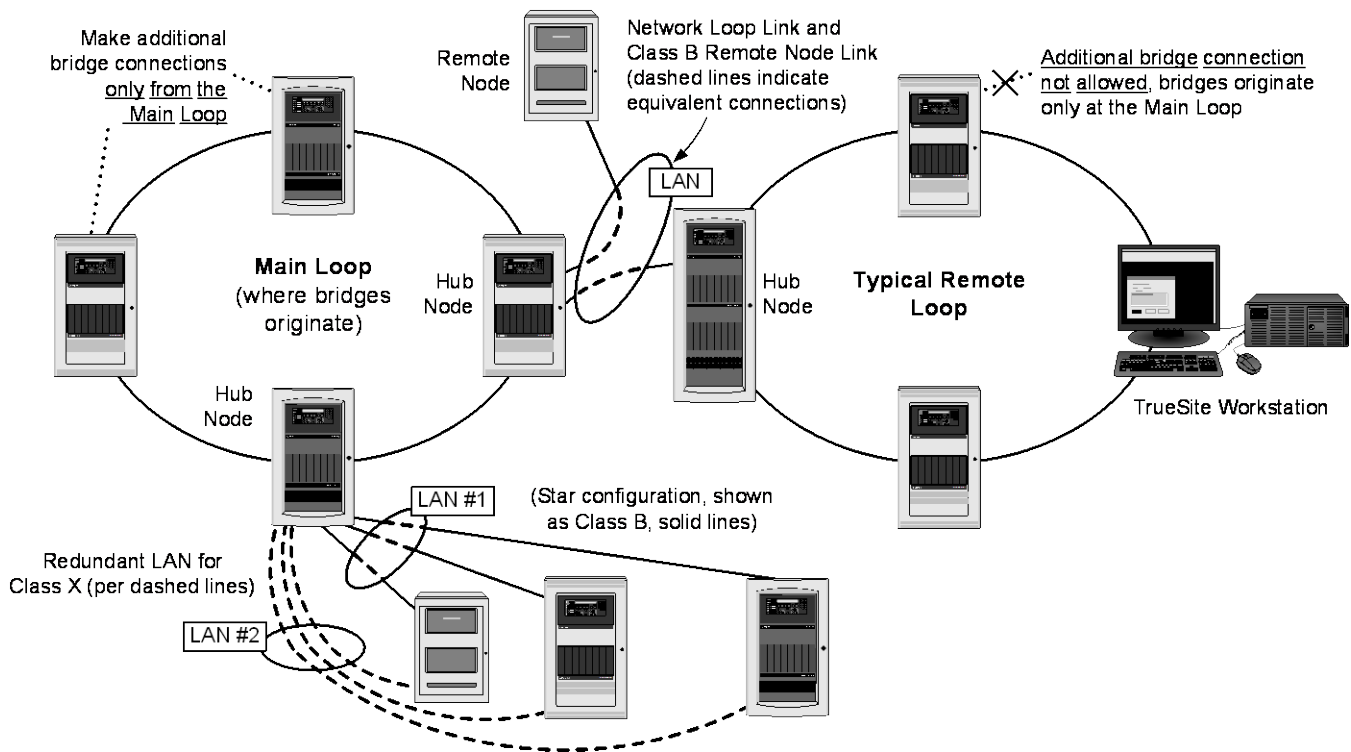 Make additional
bridge connections
only from the
Main Loop
Remote
Node
Network Loop Link and
Class B Remote Node Link
(dashed lines indicate
equivalent connections)
Additional bridge connection
not allowed, bridges originate
only at the Main Loop
LAN
Main Loop
(where bridges
originate)
Hub
Node
Hub
Node
Typical Remote
Loop
TrueSite Workstation
Hub
Node
LAN #1
(Star configuration, shown
as Class B, solid lines)
Redundant LAN for
Class X (per dashed lines)
LAN #2